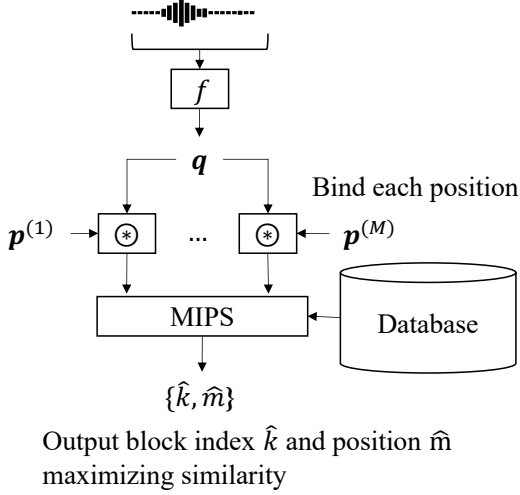 f
q
Bind each position
p^(1) ⊛ ... ⊛ p^(M)
MIPS
Database
{k̂, m̂}
Output block index k̂ and position m̂
maximizing similarity